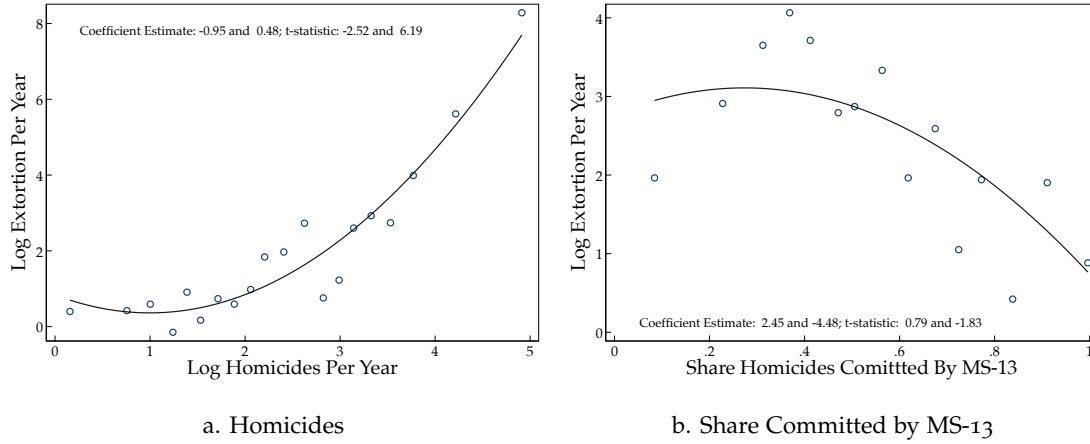 Coefficient Estimate: -0.95 and 0.48; t-statistic: -2.52 and 6.19
Log Extortion Per Year
8
6
4
2
0
0 1 2 3 4 5
Log Homicides Per Year
a. Homicides
Log Extortion Per Year
4
3
2
1
0
Coefficient Estimate: 2.45 and -4.48; t-statistic: 0.79 and -1.83
0 .2 .4 .6 .8 1
Share Homicides Comittted By MS-13
b. Share Committed by MS-13